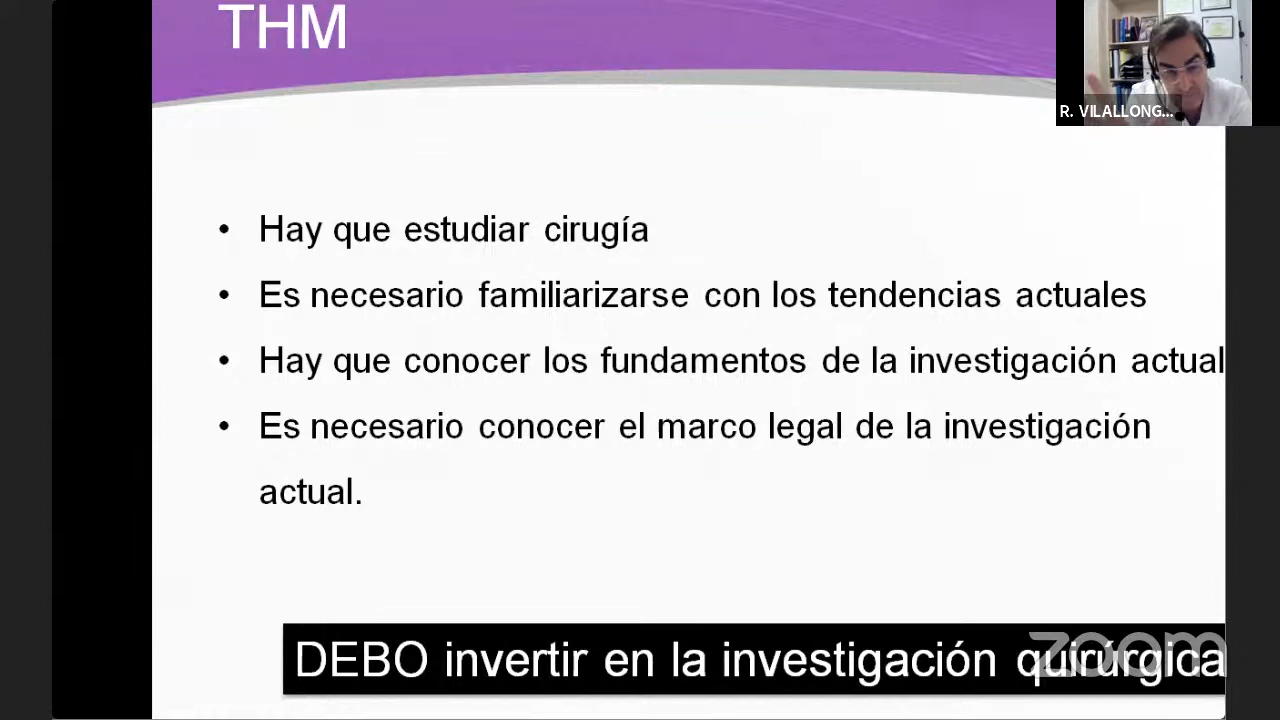 THM
R. VILALLONG...
• Hay que estudiar cirugía
• Es necesario familiarizarse con los tendencias actuales
• Hay que conocer los fundamentos de la investigación actual
• Es necesario conocer el marco legal de la investigación
actual.
DEBO invertir en la investigación quirúrgica
zoom